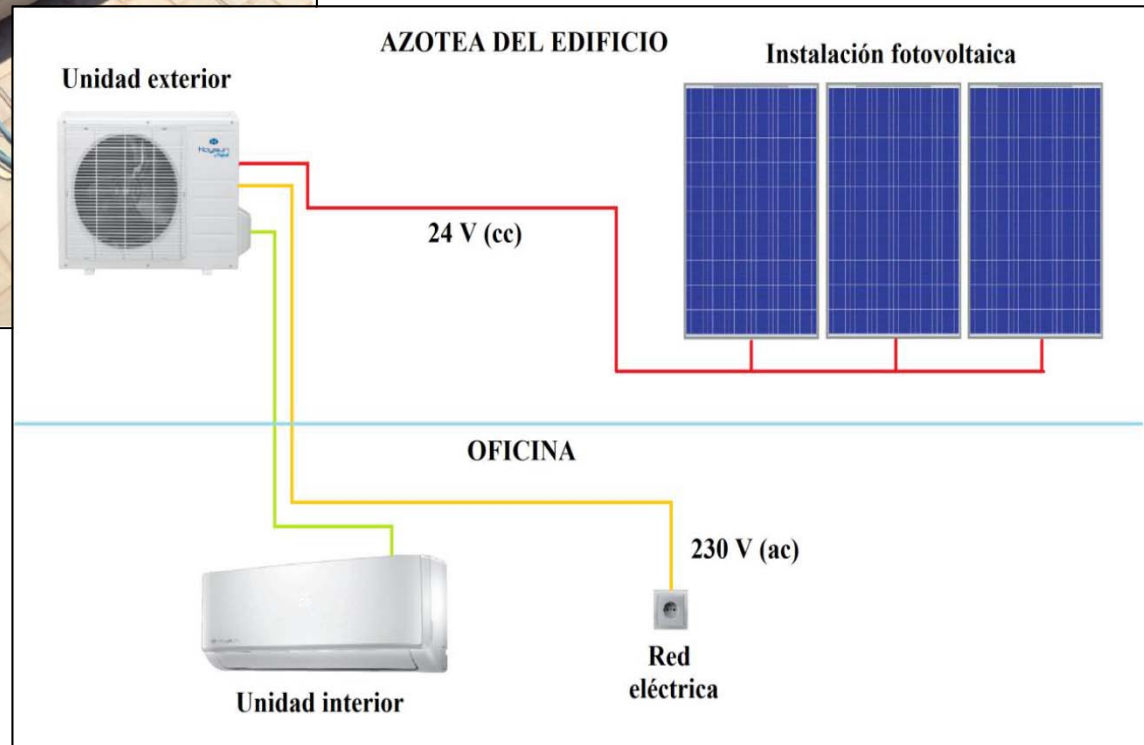 AZOTEA DEL EDIFICIO
Unidad exterior
Instalación fotovoltaica
24 V (cc)
OFICINA
230 V (ac)
Unidad interior
Red
eléctrica